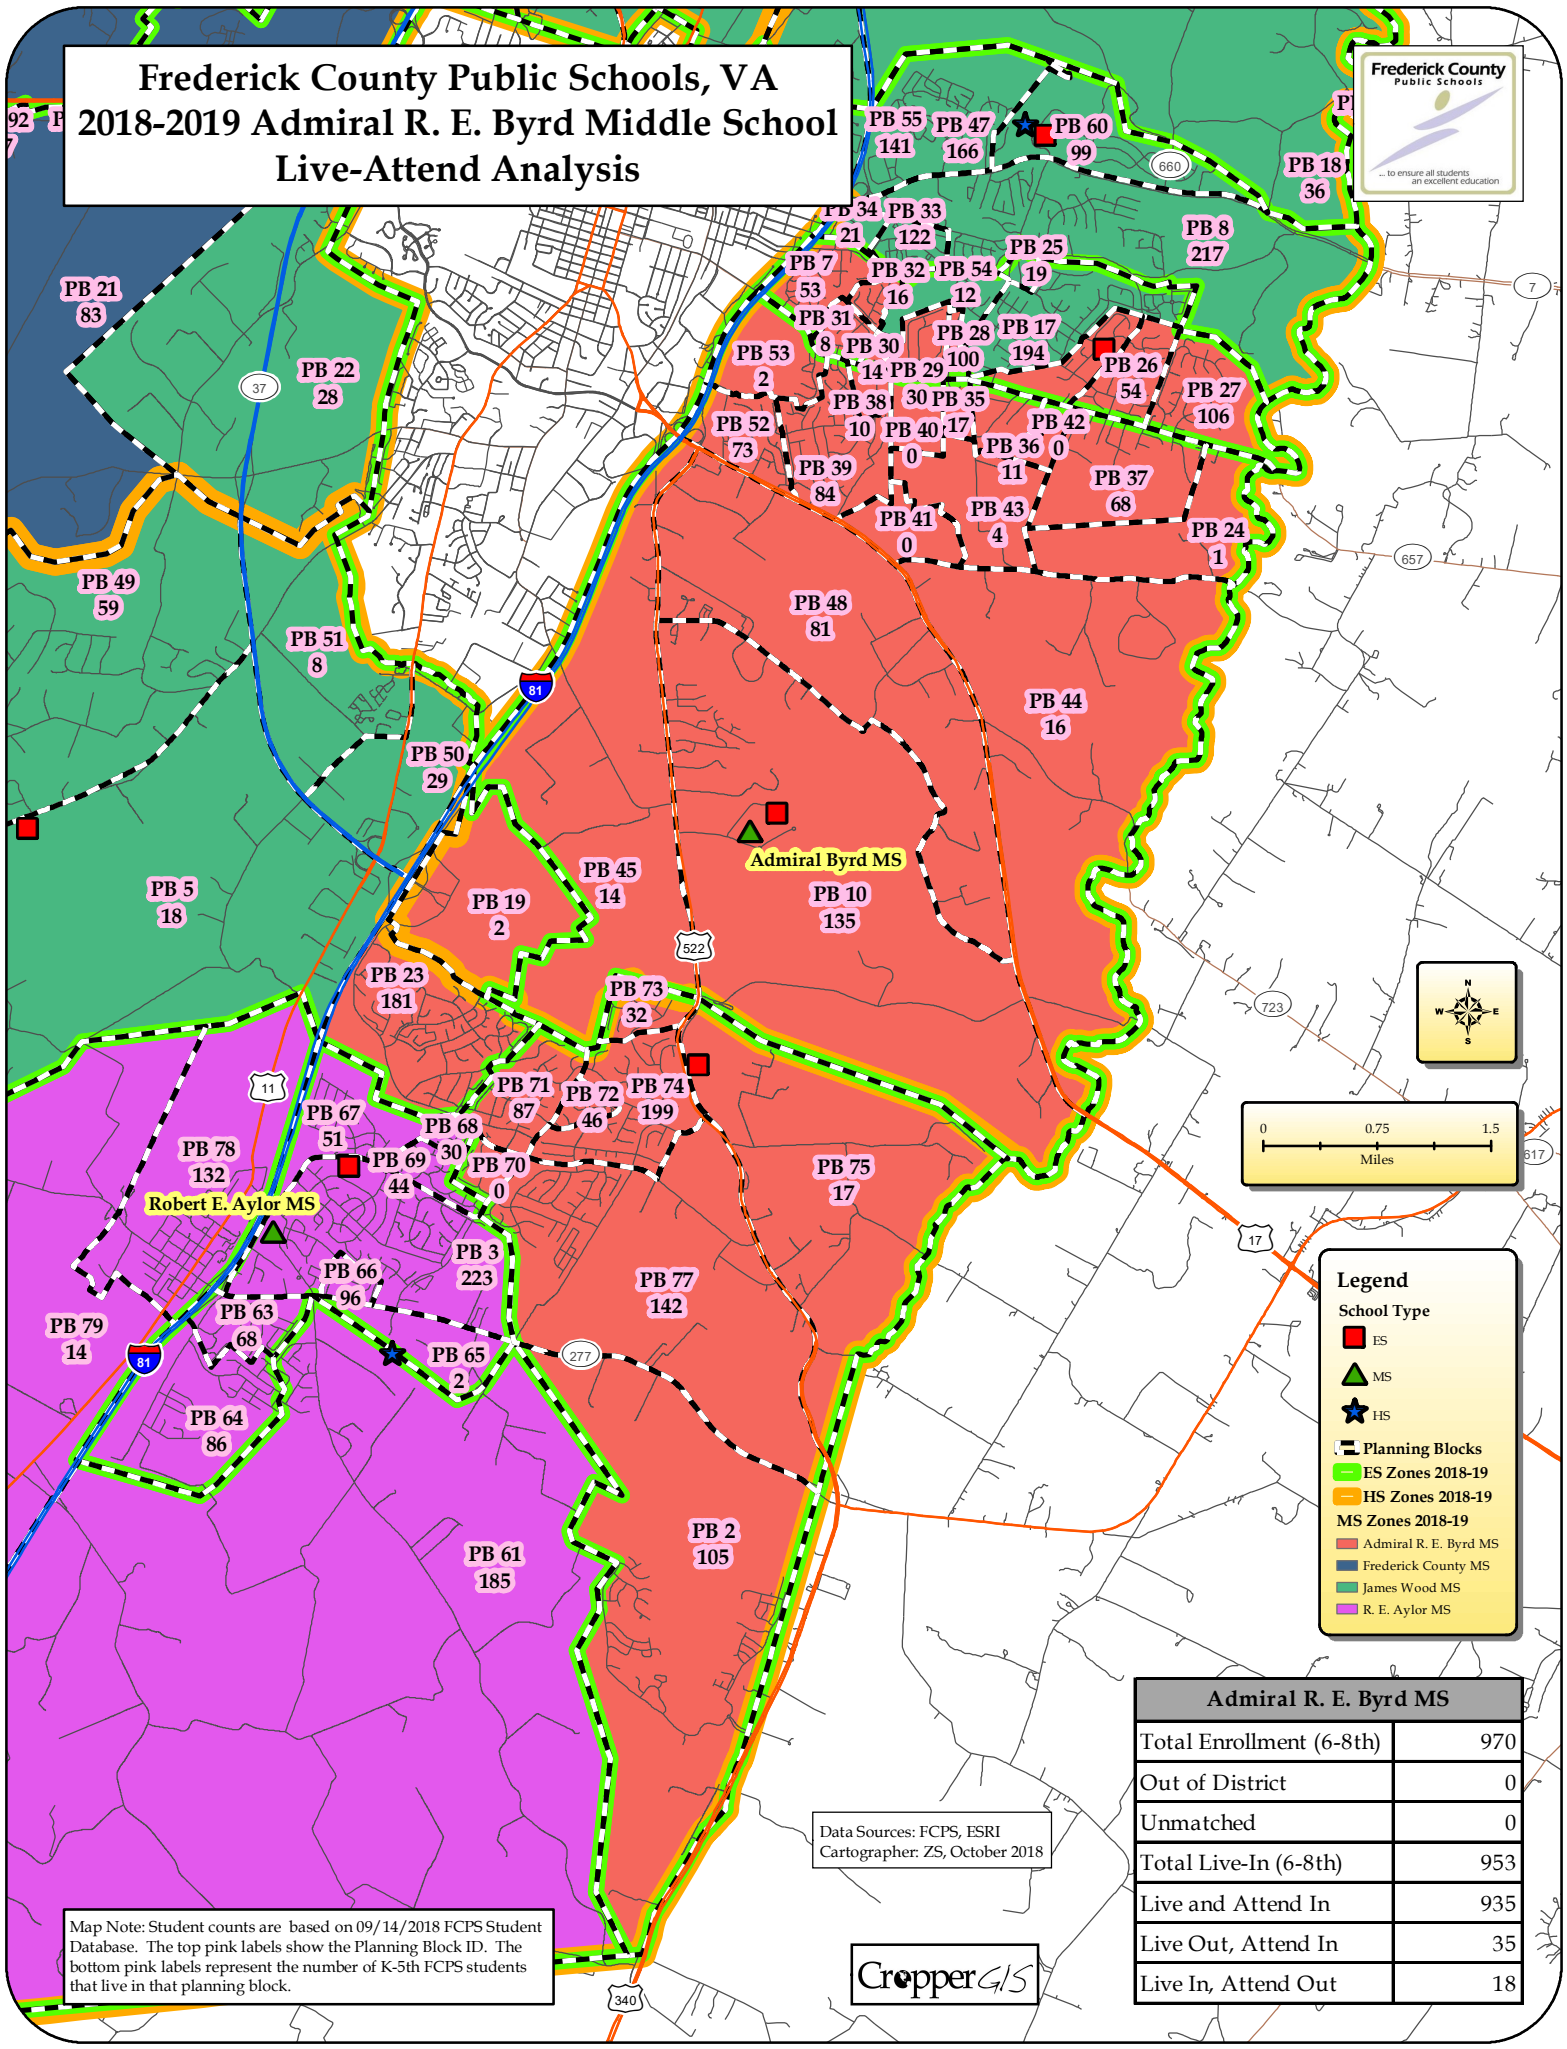 Frederick County Public Schools, VA
2018-2019 Admiral R. E. Byrd Middle School
Live-Attend Analysis
Frederick County
Public Schools
... to ensure all students
an excellent education
92
7
PB 55
141
PB 47
166
PB 60
99
660
PB 18
36
PB 34
21
PB 33
122
PB 8
217
PB 25
19
PB 7
53
PB 32
16
PB 54
12
7
PB 21
83
PB 31
8
PB 28
100
PB 17
194
PB 30
14
PB 53
2
PB 29
30
PB 26
54
PB 27
106
PB 22
28
37
PB 38
10
PB 35
17
PB 52
73
PB 40
0
PB 42
0
PB 36
11
PB 39
84
PB 37
68
PB 41
0
PB 43
4
PB 24
1
657
PB 49
59
PB 48
81
PB 51
8
81
PB 44
16
PB 50
29
Admiral Byrd MS
PB 45
14
PB 10
135
PB 5
18
PB 19
2
522
PB 23
181
PB 73
32
723
N
W E
S
11
PB 71
87
PB 72
46
PB 74
199
PB 67
51
PB 68
30
0 0.75 1.5
Miles
617
PB 78
132
PB 69
44
PB 70
0
PB 75
17
Robert E. Aylor MS
17
PB 3
223
PB 66
96
PB 77
142
PB 63
68
PB 79
14
81
PB 65
2
277
PB 64
86
PB 2
105
PB 61
185
Legend
School Type
ES
MS
HS
Planning Blocks
ES Zones 2018-19
HS Zones 2018-19
MS Zones 2018-19
Admiral R. E. Byrd MS
Frederick County MS
James Wood MS
R. E. Aylor MS
Admiral R. E. Byrd MS
Total Enrollment (6-8th) 970
Out of District 0
Unmatched 0
Total Live-In (6-8th) 953
Live and Attend In 935
Live Out, Attend In 35
Live In, Attend Out 18
Data Sources: FCPS, ESRI
Cartographer: ZS, October 2018
Map Note: Student counts are based on 09/14/2018 FCPS Student
Database. The top pink labels show the Planning Block ID. The
bottom pink labels represent the number of K-5th FCPS students
that live in that planning block.
CropperGIS
340